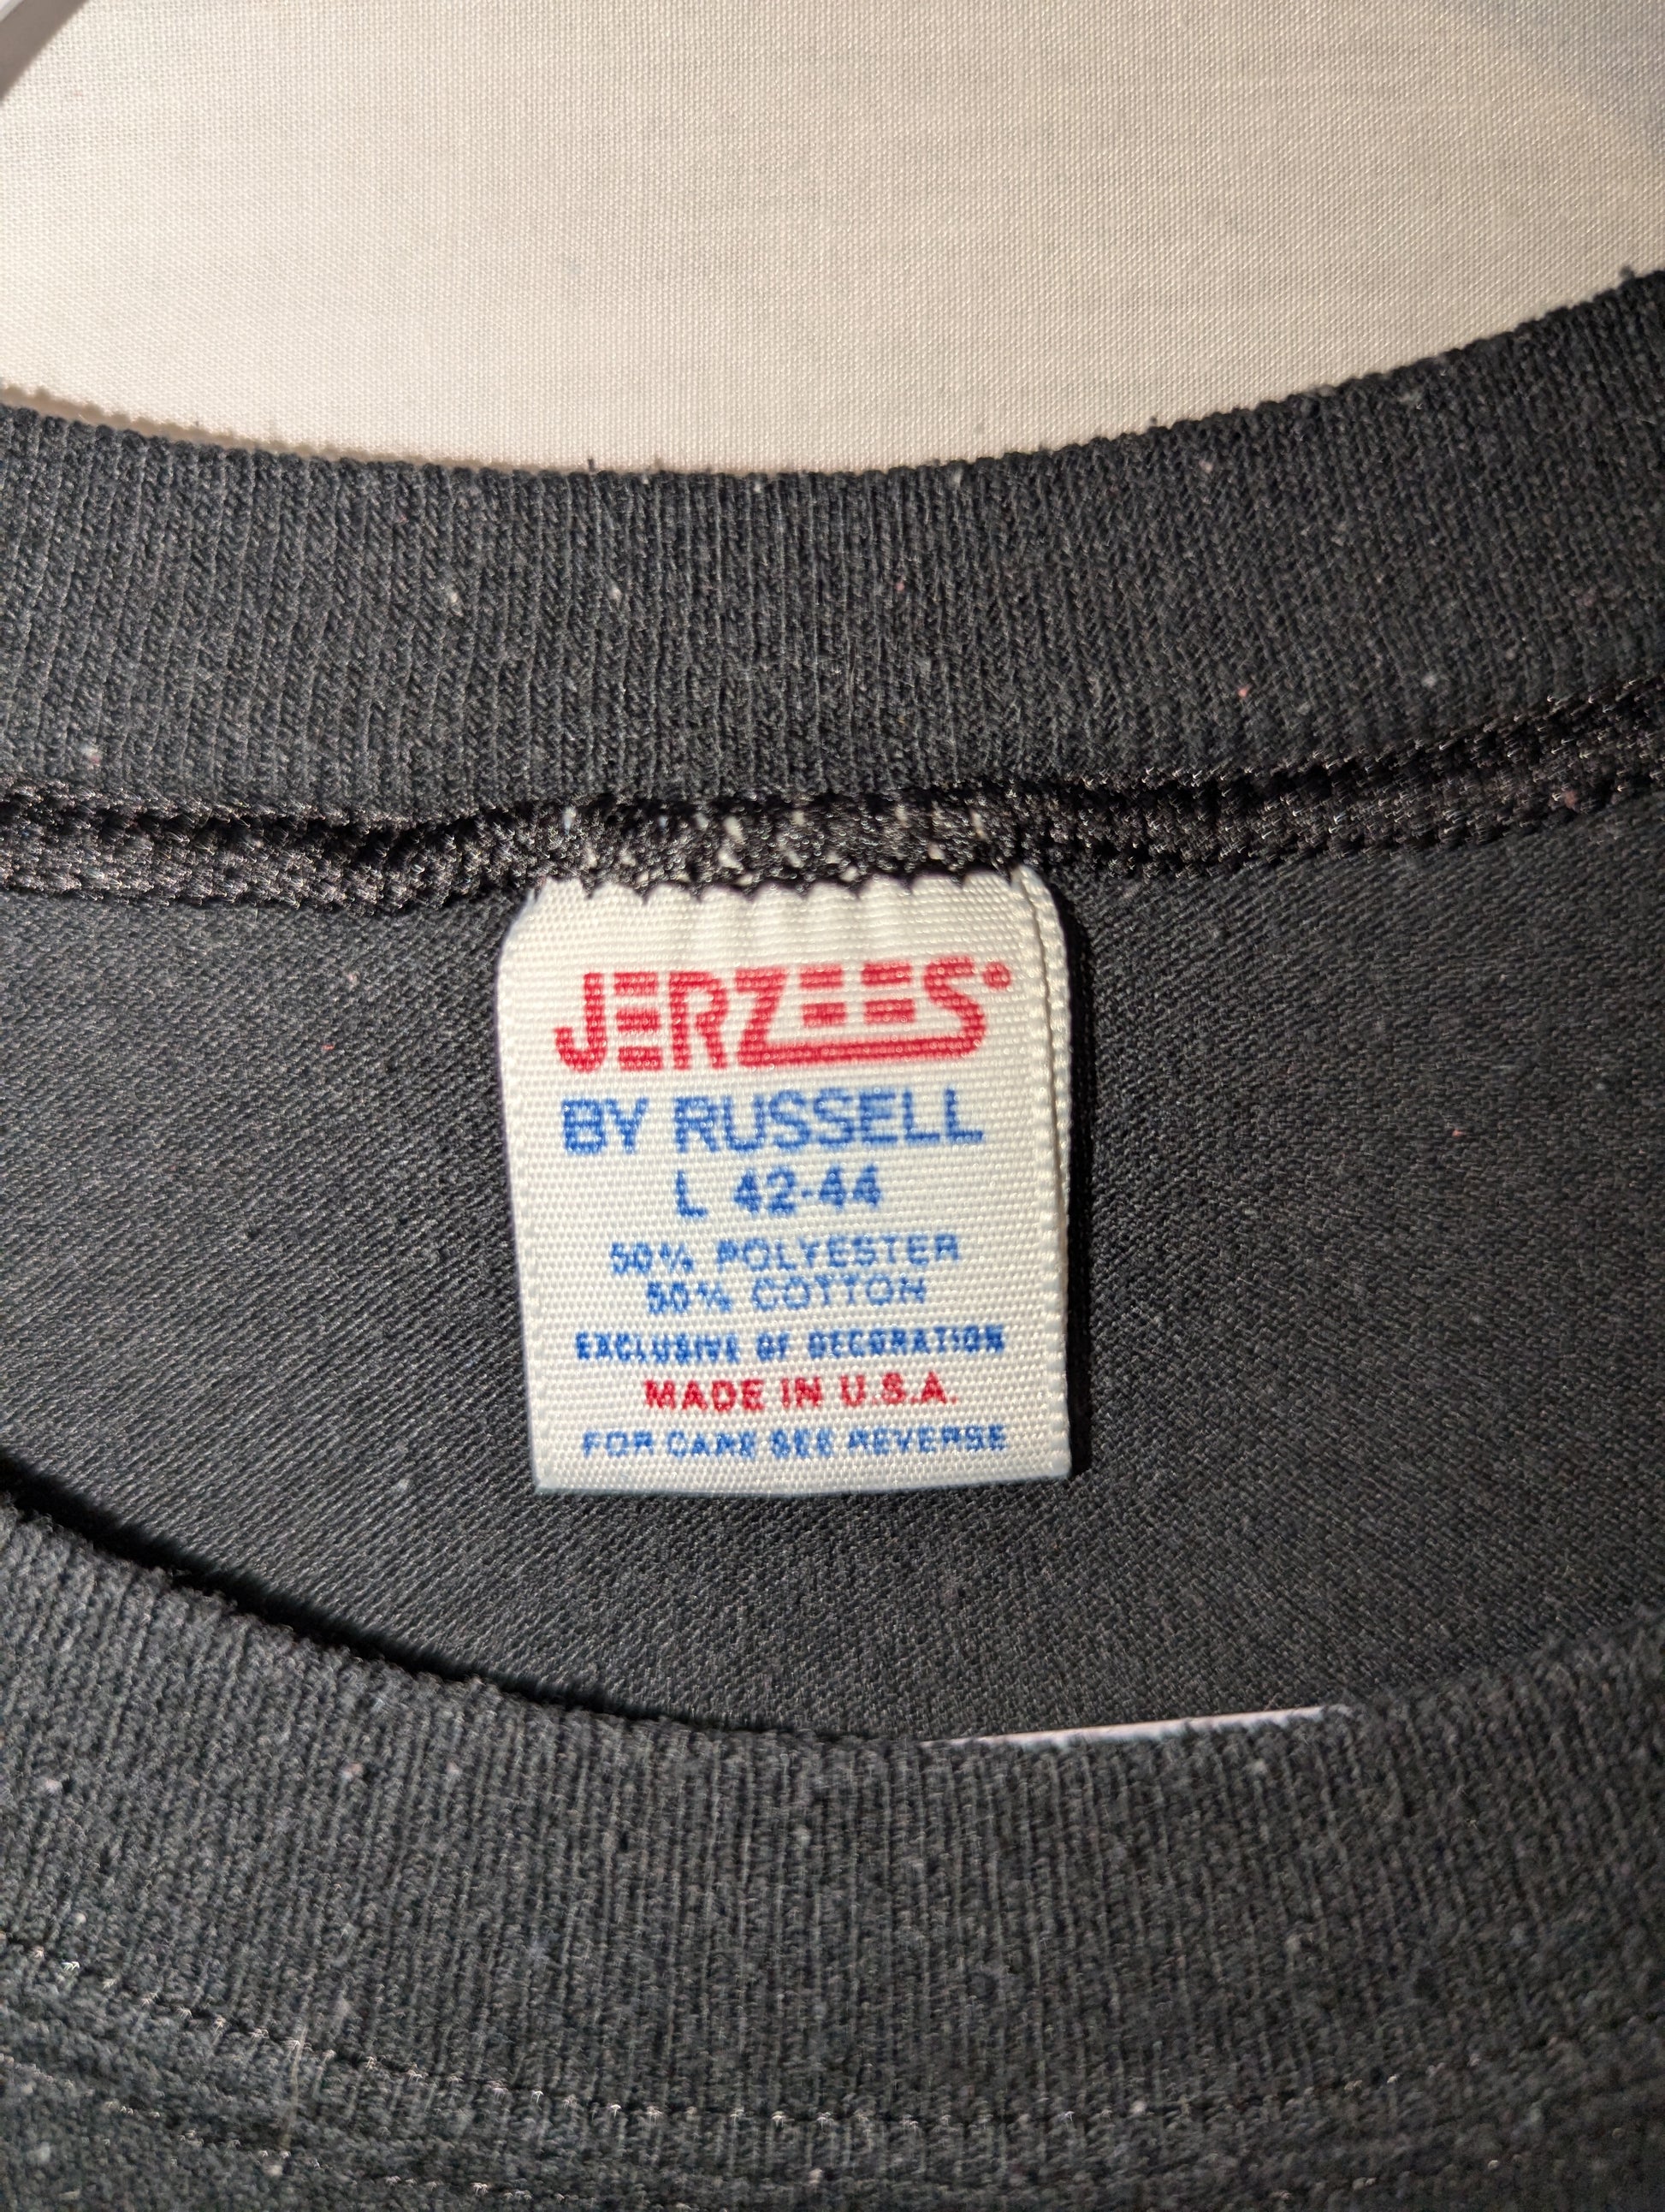 JERZEES®
BY RUSSELL
L 42-44
50% POLYESTER
50% COTTON
EXCLUSIVE OF DECORATION
MADE IN U.S.A.
FOR CARE SEE REVERSE